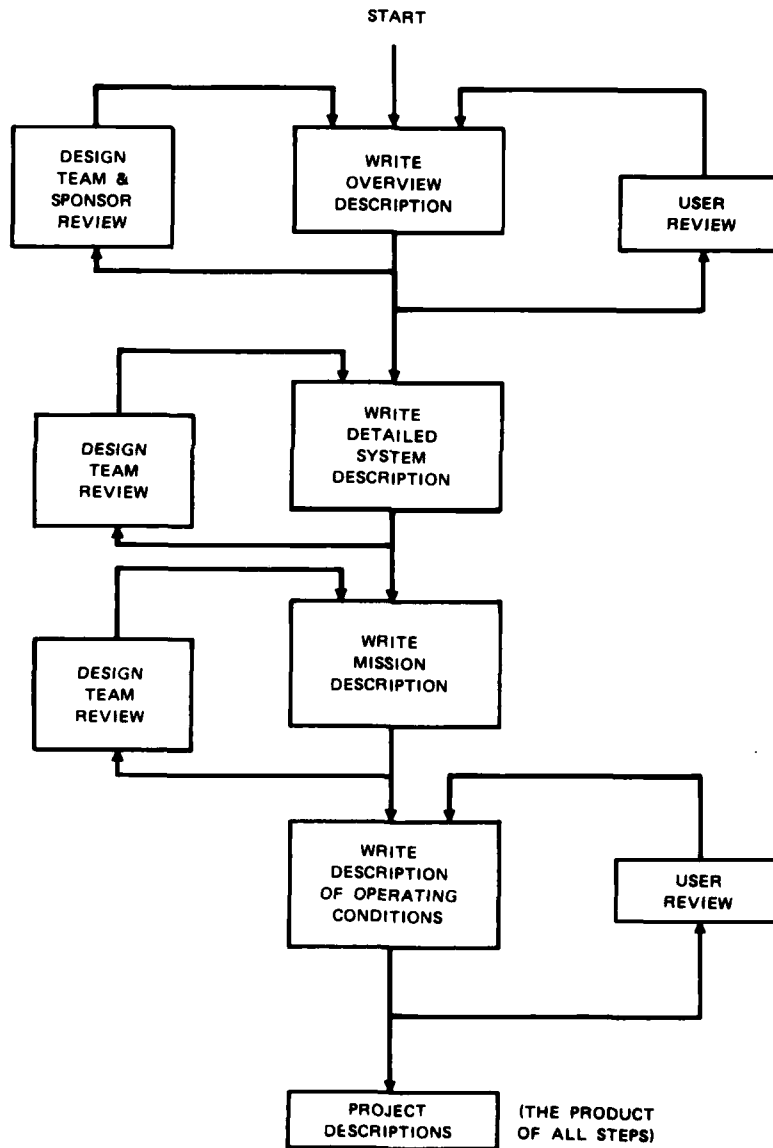 START
DESIGN
TEAM &
SPONSOR
REVIEW
WRITE
OVERVIEW
DESCRIPTION
USER
REVIEW
WRITE
DETAILED
SYSTEM
DESCRIPTION
DESIGN
TEAM
REVIEW
WRITE
MISSION
DESCRIPTION
DESIGN
TEAM
REVIEW
WRITE
DESCRIPTION
OF OPERATING
CONDITIONS
USER
REVIEW
PROJECT
DESCRIPTIONS
(THE PRODUCT
OF ALL STEPS)